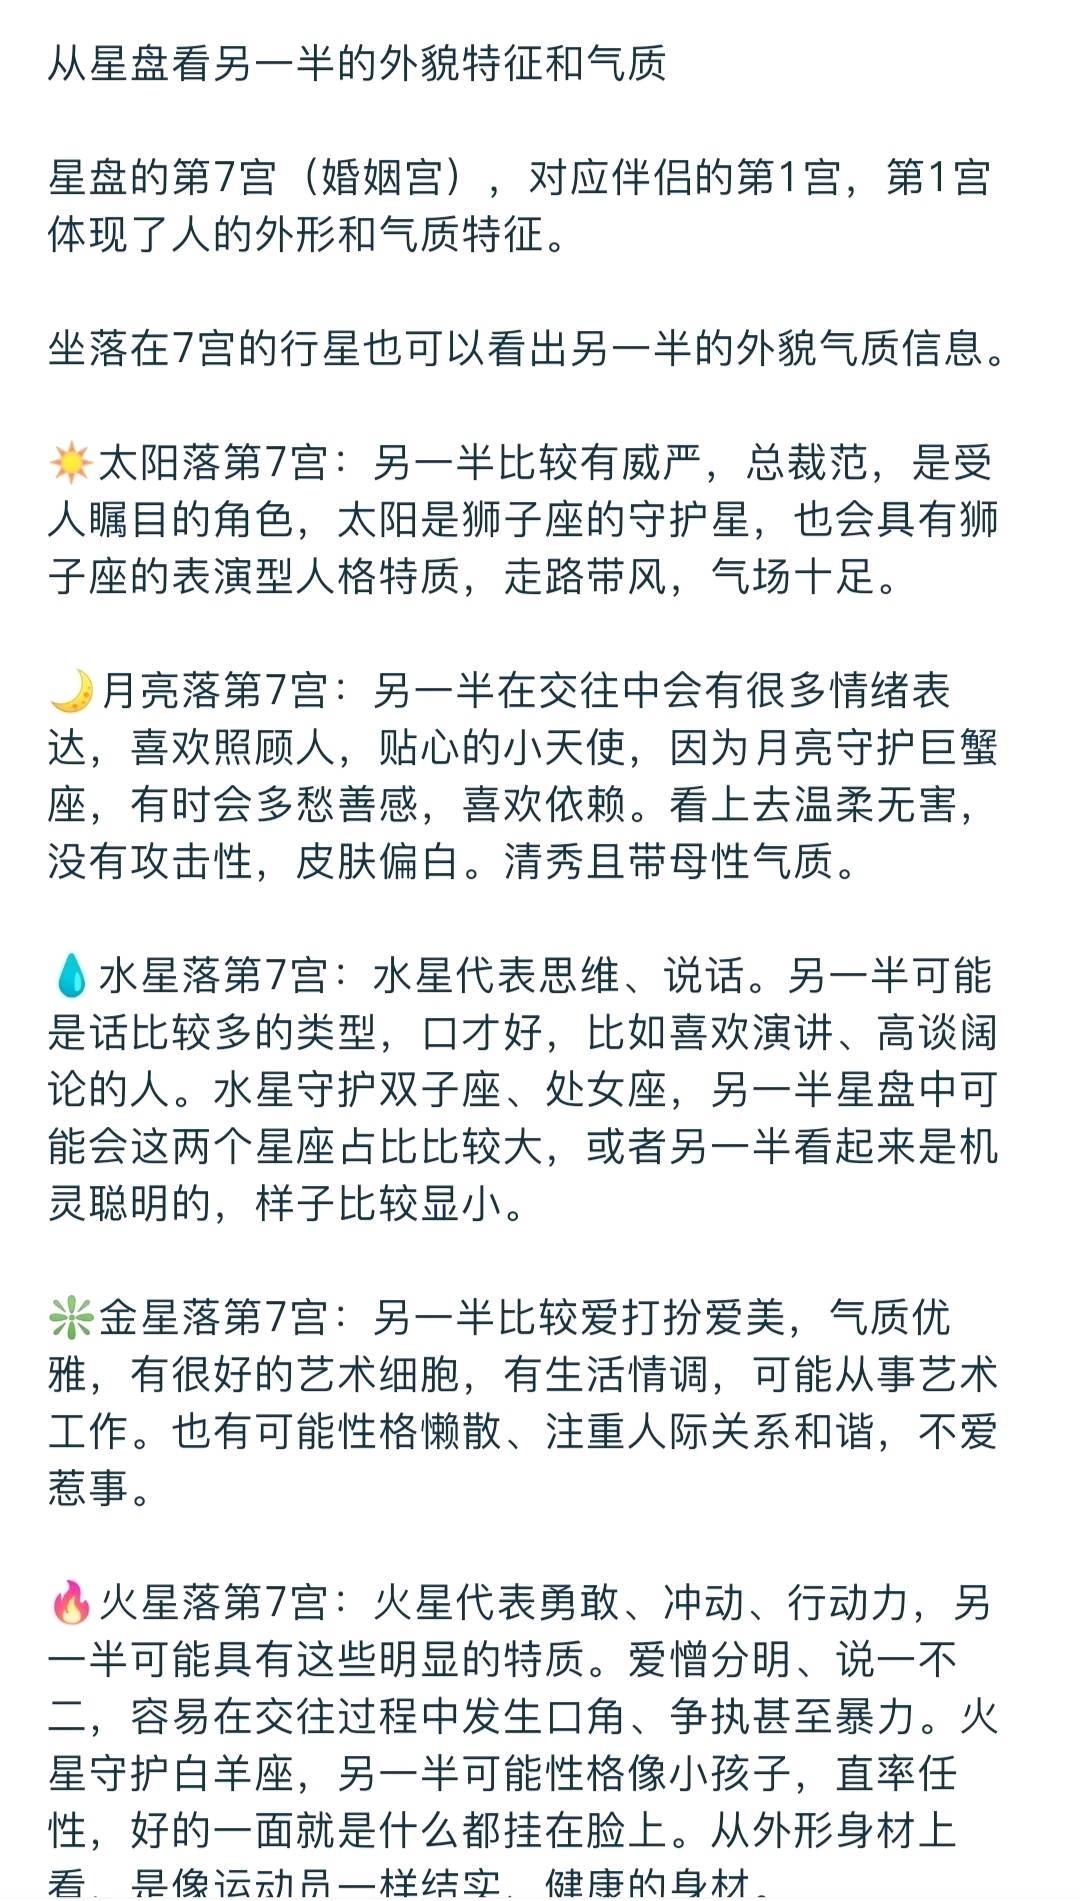 从星盘看另一半的外貌特征和气质
星盘的第7宫（婚姻宫），对应伴侣的第1宫，第1宫
体现了人的外形和气质特征。
坐落在7宫的行星也可以看出另一半的外貌气质信息。
☀️太阳落第7宫：另一半比较有威严，总裁范，是受
人瞩目的角色，太阳是狮子座的守护星，也会具有狮
子座的表演型人格特质，走路带风，气场十足。
🌙月亮落第7宫：另一半在交往中会有很多情绪表
达，喜欢照顾人，贴心的小天使，因为月亮守护巨蟹
座，有时会多愁善感，喜欢依赖。看上去温柔无害，
没有攻击性，皮肤偏白。清秀且带母性气质。
💧水星落第7宫：水星代表思维、说话。另一半可能
是话比较多的类型，口才好，比如喜欢演讲、高谈阔
论的人。水星守护双子座、处女座，另一半星盘中可
能会这两个星座占比比较大，或者另一半看起来是机
灵聪明的，样子比较显小。
❇️金星落第7宫：另一半比较爱打扮爱美，气质优
雅，有很好的艺术细胞，有生活情调，可能从事艺术
工作。也有可能性格懒散、注重人际关系和谐，不爱
惹事。
🔥火星落第7宫：火星代表勇敢、冲动、行动力，另
一半可能具有这些明显的特质。爱憎分明、说一不
二，容易在交往过程中发生口角、争执甚至暴力。火
星守护白羊座，另一半可能性格像小孩子，直率任
性，好的一面就是什么都挂在脸上。从外形身材上
看，是像运动员一样结实、健康的身材。